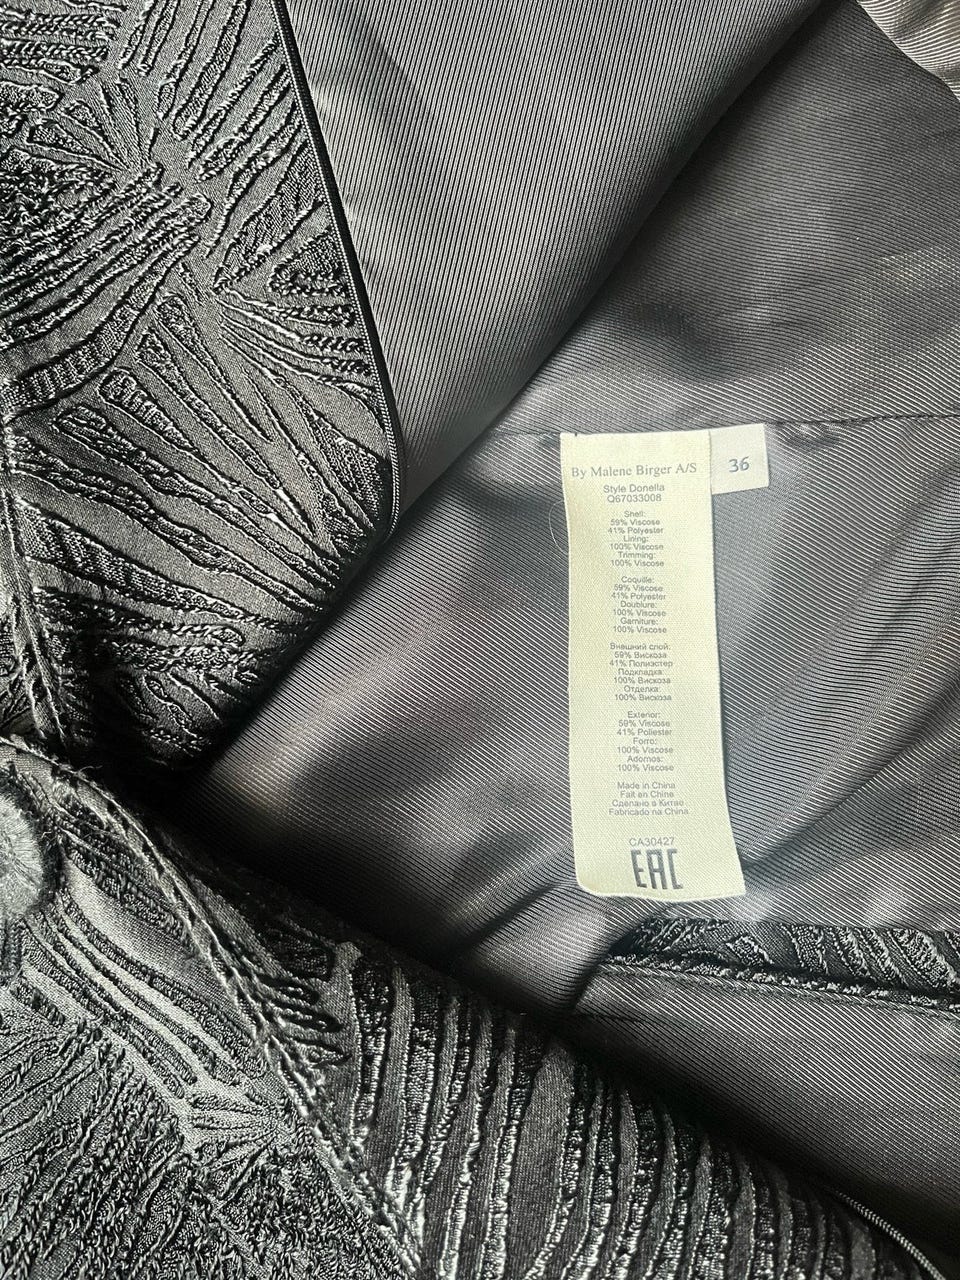 By Malene Birger A/S
36
Style Donella
Q67033008
Shell:
59% Viscose
41% Polyester
Lining:
100% Viscose
Trimming:
100% Viscose
Coquille:
59% Viscose
41% Polyester
Doublure:
100% Viscose
Garniture:
100% Viscose
Внешний слой:
59% Вискоза
41% Полиэстер
Подкладка:
100% Вискоза
Отделка:
100% Вискоза
Exterior:
59% Viscose
41% Poliester
Forro:
100% Viscose
Adornos:
100% Viscose
Made in China
Fait en Chine
Сделано в Китае
Fabricado na China
CA30427
EAC